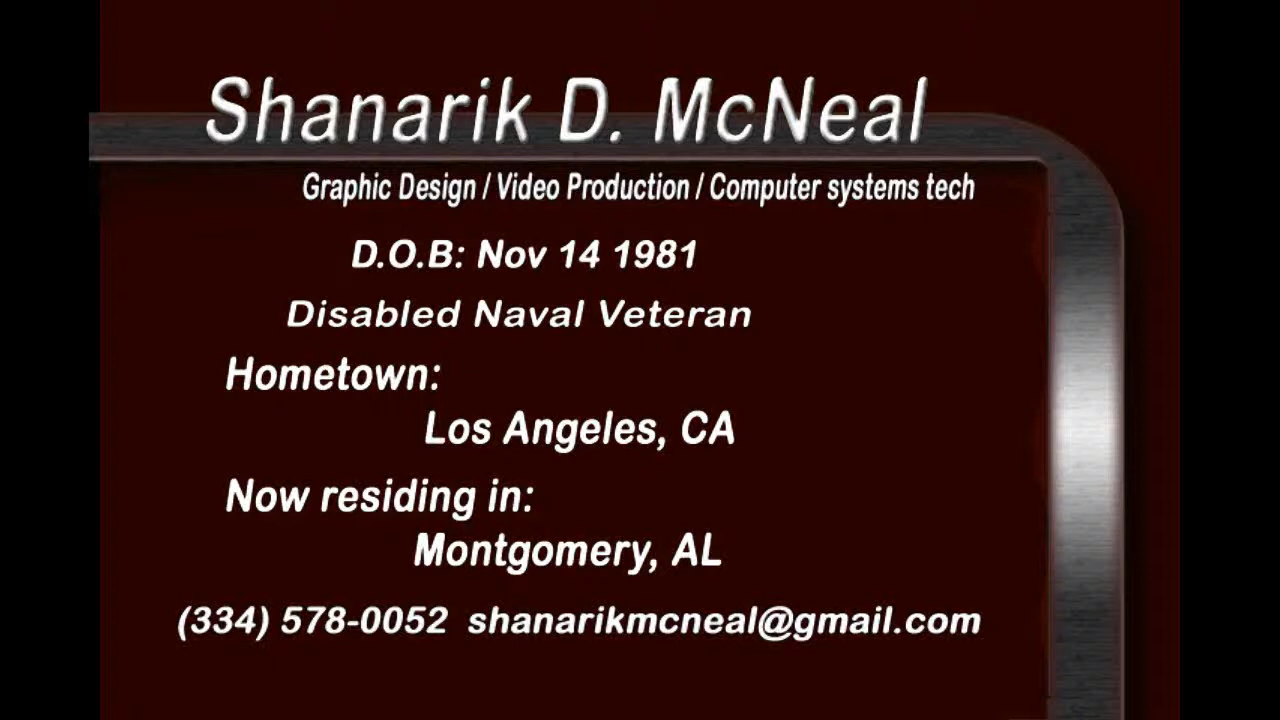 Shanarik D. McNeal
Graphic Design / Video Production / Computer systems tech
D.O.B: Nov 14 1981
Disabled Naval Veteran
Hometown:
Los Angeles, CA
Now residing in:
Montgomery, AL
(334) 578-0052 shanarikmcneal@gmail.com